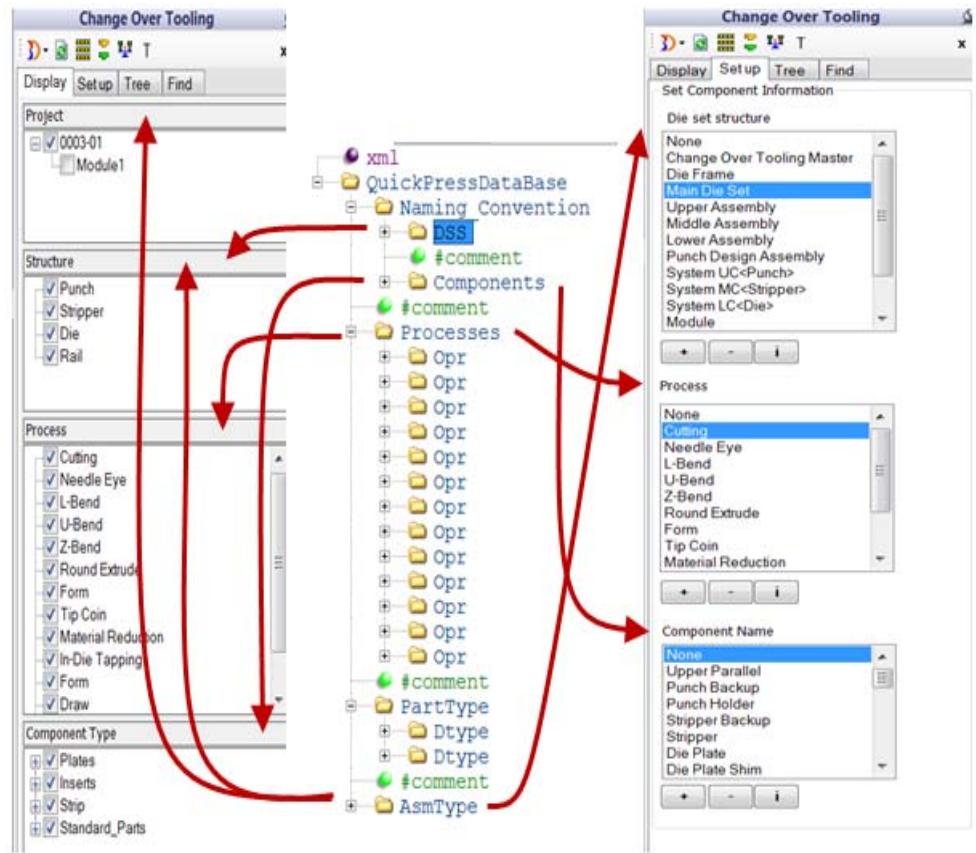 Change Over Tooling
T
x
Display Setup Tree Find
Project
0003-01
Module1
Structure
Punch
Stripper
Die
Rail
Process
Cutting
Needle Eye
L-Bend
U-Bend
Z-Bend
Round Extrude
Form
Tip Coin
Material Reduction
In-Die Tapping
Form
Draw
Component Type
Plates
Inserts
Strip
Standard_Parts
xml
QuickPressDataBase
Naming Convention
DSS
#comment
Components
#comment
Processes
Opr
Opr
Opr
Opr
Opr
Opr
Opr
Opr
Opr
Opr
Opr
Opr
Opr
#comment
PartType
Dtype
Dtype
#comment
AsmType
Change Over Tooling
T
x
Display Setup Tree Find
Set Component Information
Die set structure
None
Change Over Tooling Master
Die Frame
Main Die Set
Upper Assembly
Middle Assembly
Lower Assembly
Punch Design Assembly
System UC<Punch>
System MC<Stripper>
System LC<Die>
Module
+ - i
Process
None
Cutting
Needle Eye
L-Bend
U-Bend
Z-Bend
Round Extrude
Form
Tip Coin
Material Reduction
+ - i
Component Name
None
Upper Parallel
Punch Backup
Punch Holder
Stripper Backup
Stripper
Die Plate
Die Plate Shim
+ - i